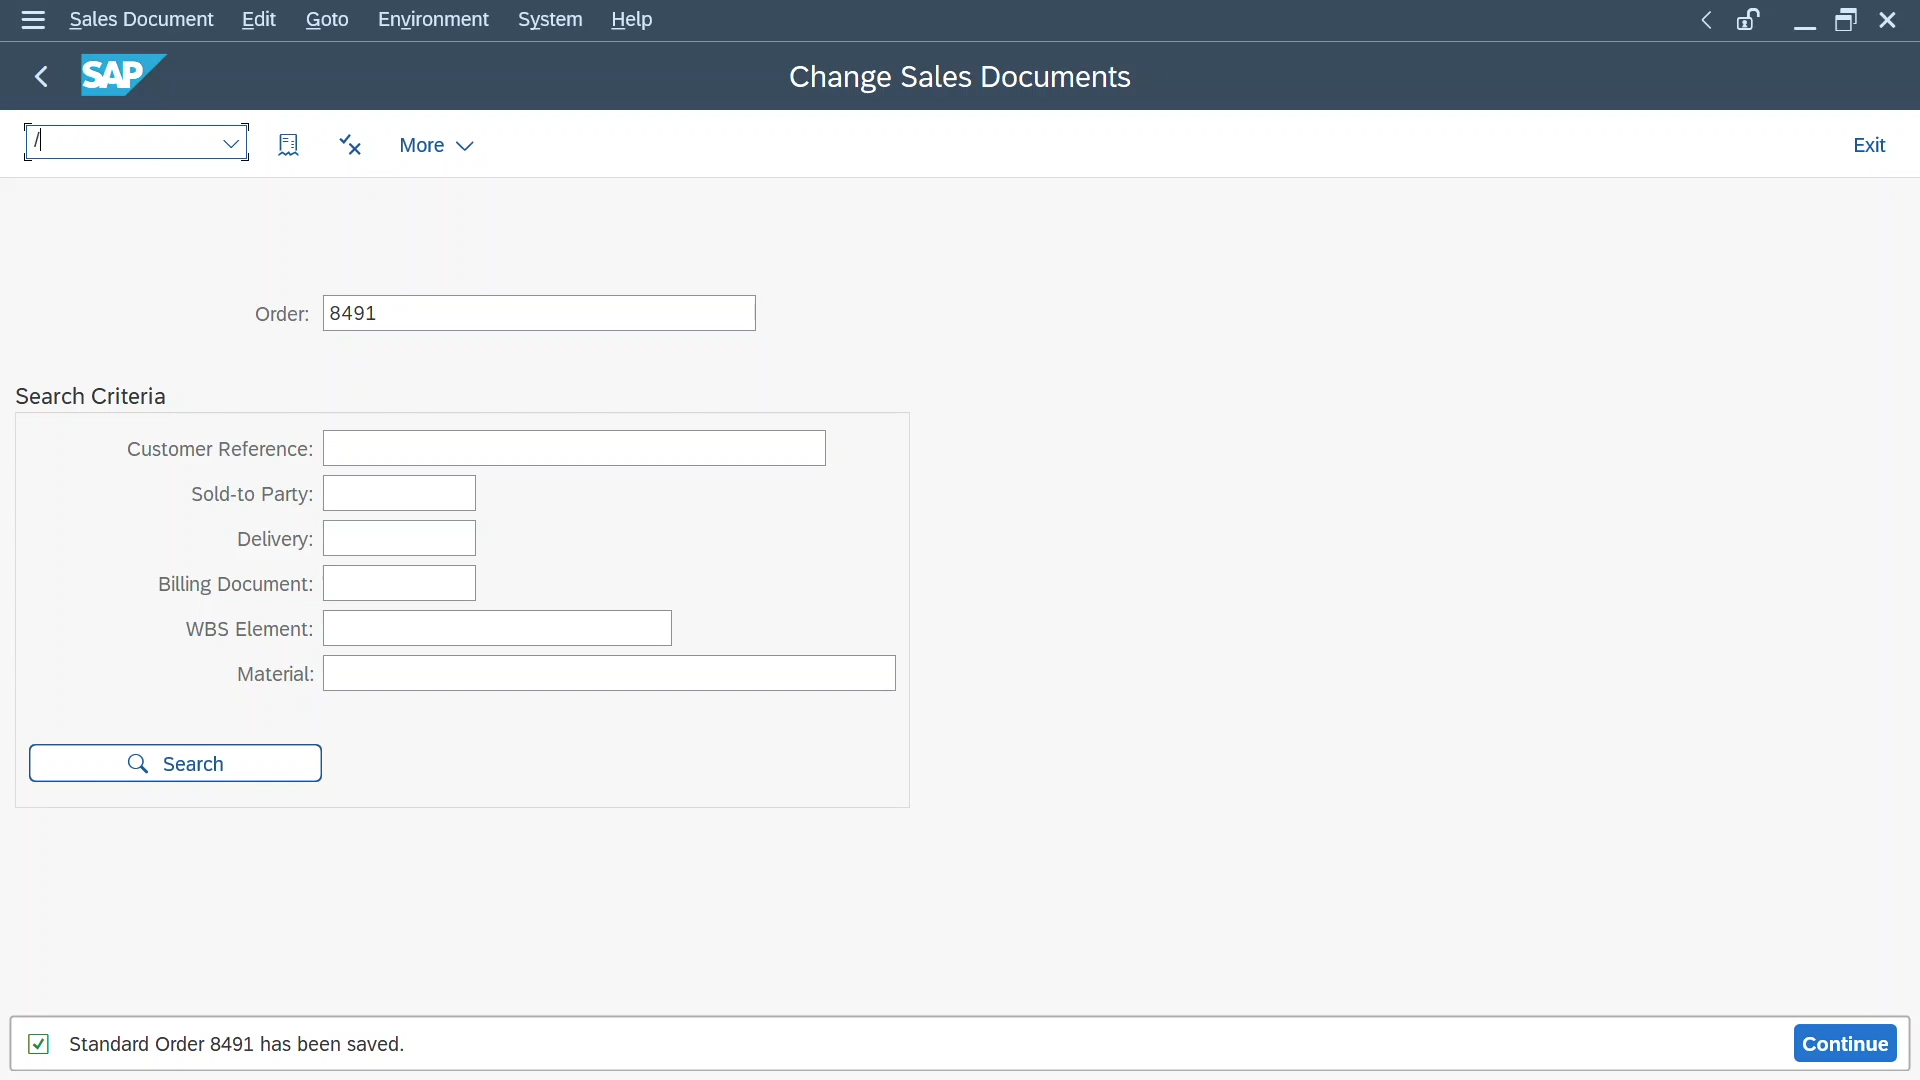 Sales Document Edit Goto Environment System Help
SAP Change Sales Documents
/ More Exit
Order: 8491
Search Criteria
Customer Reference:
Sold-to Party:
Delivery:
Billing Document:
WBS Element:
Material:
Search
Standard Order 8491 has been saved. Continue